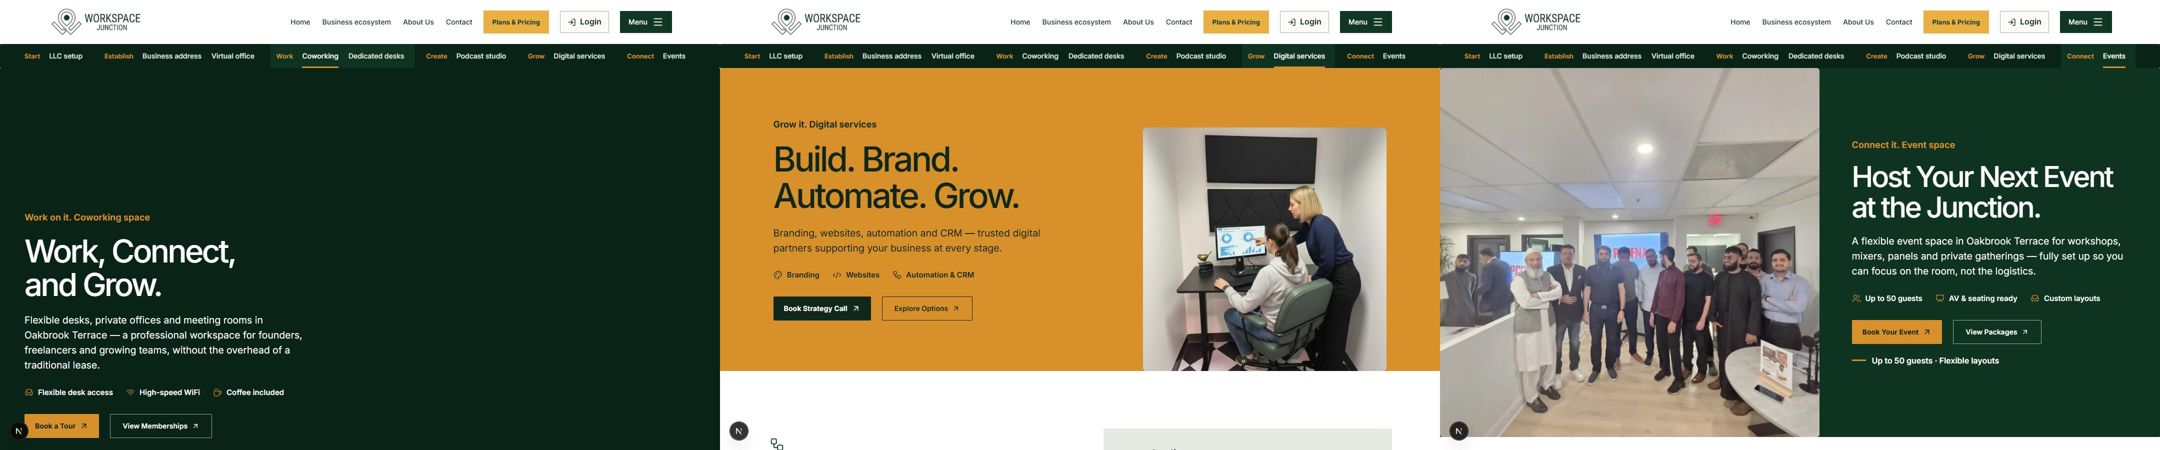 WORKSPACE
JUNCTION
Home Business ecosystem About Us Contact Plans & Pricing Login Menu
Start LLC setup Establish Business address Virtual office Work Coworking Dedicated desks Create Podcast studio Grow Digital services Connect Events
Work on it. Coworking space
Work, Connect,
and Grow.
Flexible desks, private offices and meeting rooms in
Oakbrook Terrace — a professional workspace for founders,
freelancers and growing teams, without the overhead of a
traditional lease.
Flexible desk access High-speed WiFi Coffee included
N Book a Tour View Memberships
WORKSPACE
JUNCTION
Home Business ecosystem About Us Contact Plans & Pricing Login Menu
Start LLC setup Establish Business address Virtual office Work Coworking Dedicated desks Create Podcast studio Grow Digital services Connect Events
Grow it. Digital services
Build. Brand.
Automate. Grow.
Branding, websites, automation and CRM — trusted digital
partners supporting your business at every stage.
Branding Websites Automation & CRM
Book Strategy Call Explore Options
N
WORKSPACE
JUNCTION
Home Business ecosystem About Us Contact Plans & Pricing Login Menu
Start LLC setup Establish Business address Virtual office Work Coworking Dedicated desks Create Podcast studio Grow Digital services Connect Events
Connect it. Event space
Host Your Next Event
at the Junction.
A flexible event space in Oakbrook Terrace for workshops,
mixers, panels and private gatherings — fully set up so you
can focus on the room, not the logistics.
Up to 50 guests AV & seating ready Custom layouts
Book Your Event View Packages
Up to 50 guests · Flexible layouts
N